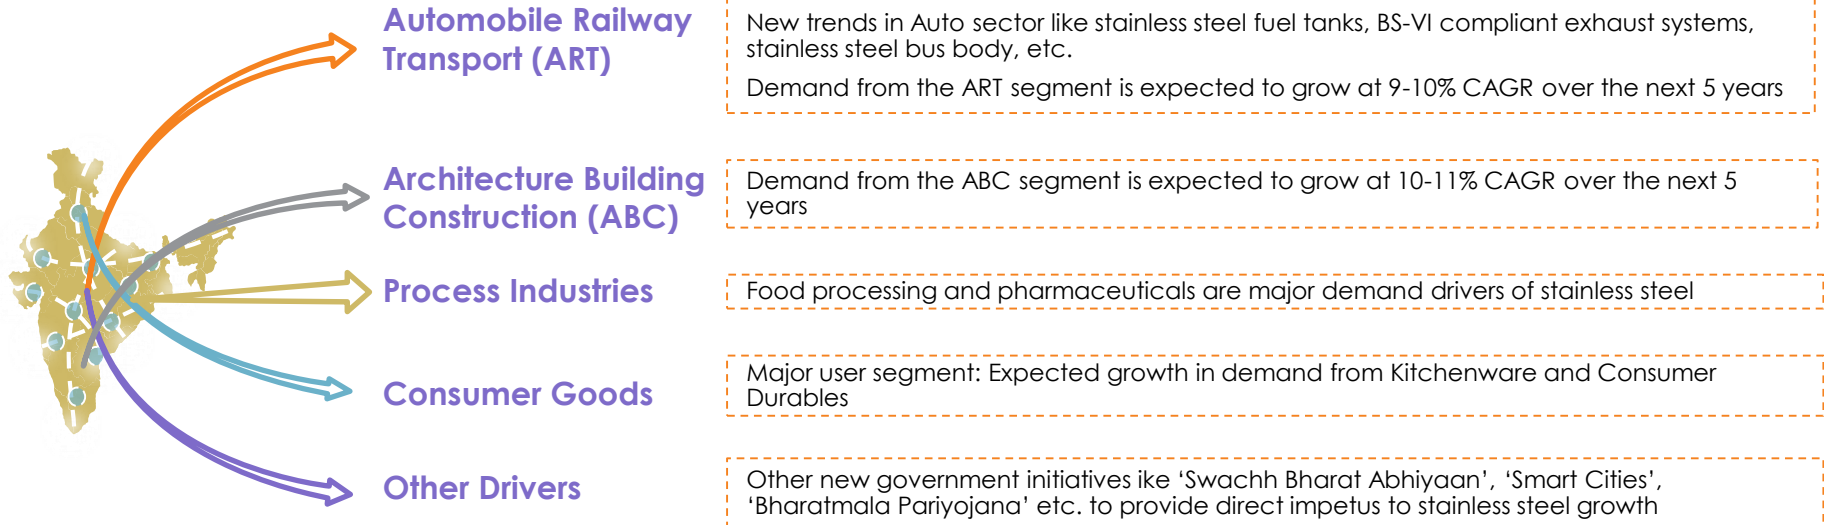 Automobile Railway
Transport (ART)
New trends in Auto sector like stainless steel fuel tanks, BS-VI compliant exhaust systems,
stainless steel bus body, etc.
Demand from the ART segment is expected to grow at 9-10% CAGR over the next 5 years
Architecture Building
Construction (ABC)
Demand from the ABC segment is expected to grow at 10-11% CAGR over the next 5
years
Process Industries
Food processing and pharmaceuticals are major demand drivers of stainless steel
Consumer Goods
Major user segment: Expected growth in demand from Kitchenware and Consumer
Durables
Other Drivers
Other new government initiatives ike ‘Swachh Bharat Abhiyaan’, ‘Smart Cities’,
‘Bharatmala Pariyojana’ etc. to provide direct impetus to stainless steel growth